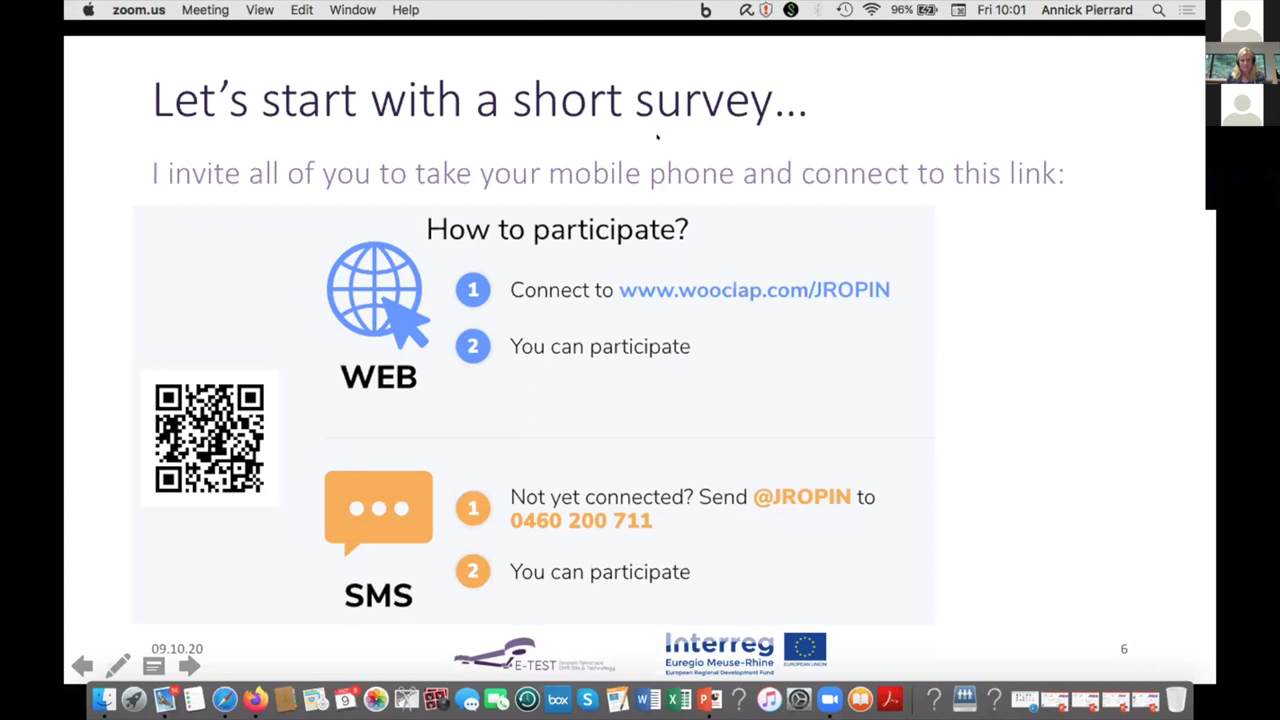 zoom.us Meeting View Edit Window Help
96% Fri 10:01 Annick Pierrard
Let's start with a short survey...
I invite all of you to take your mobile phone and connect to this link:
How to participate?
WEB
1 Connect to www.wooclap.com/JROPIN
2 You can participate
SMS
1 Not yet connected? Send @JROPIN to
0460 200 711
2 You can participate
09.10.20
E-TEST
Interreg
Euregio Meuse-Rhine
European Regional Development Fund
EUROPEAN UNION
6
box